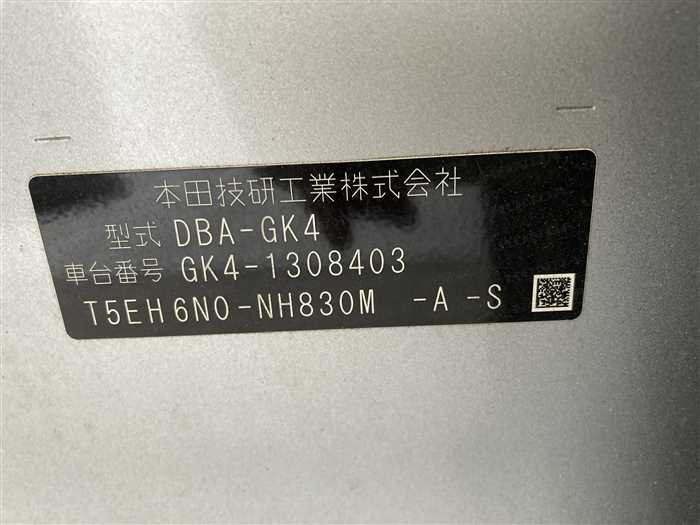 本田技研工業株式会社
型式 DBA-GK4
車台番号 GK4-1308403
T5EH6N0-NH830M -A -S